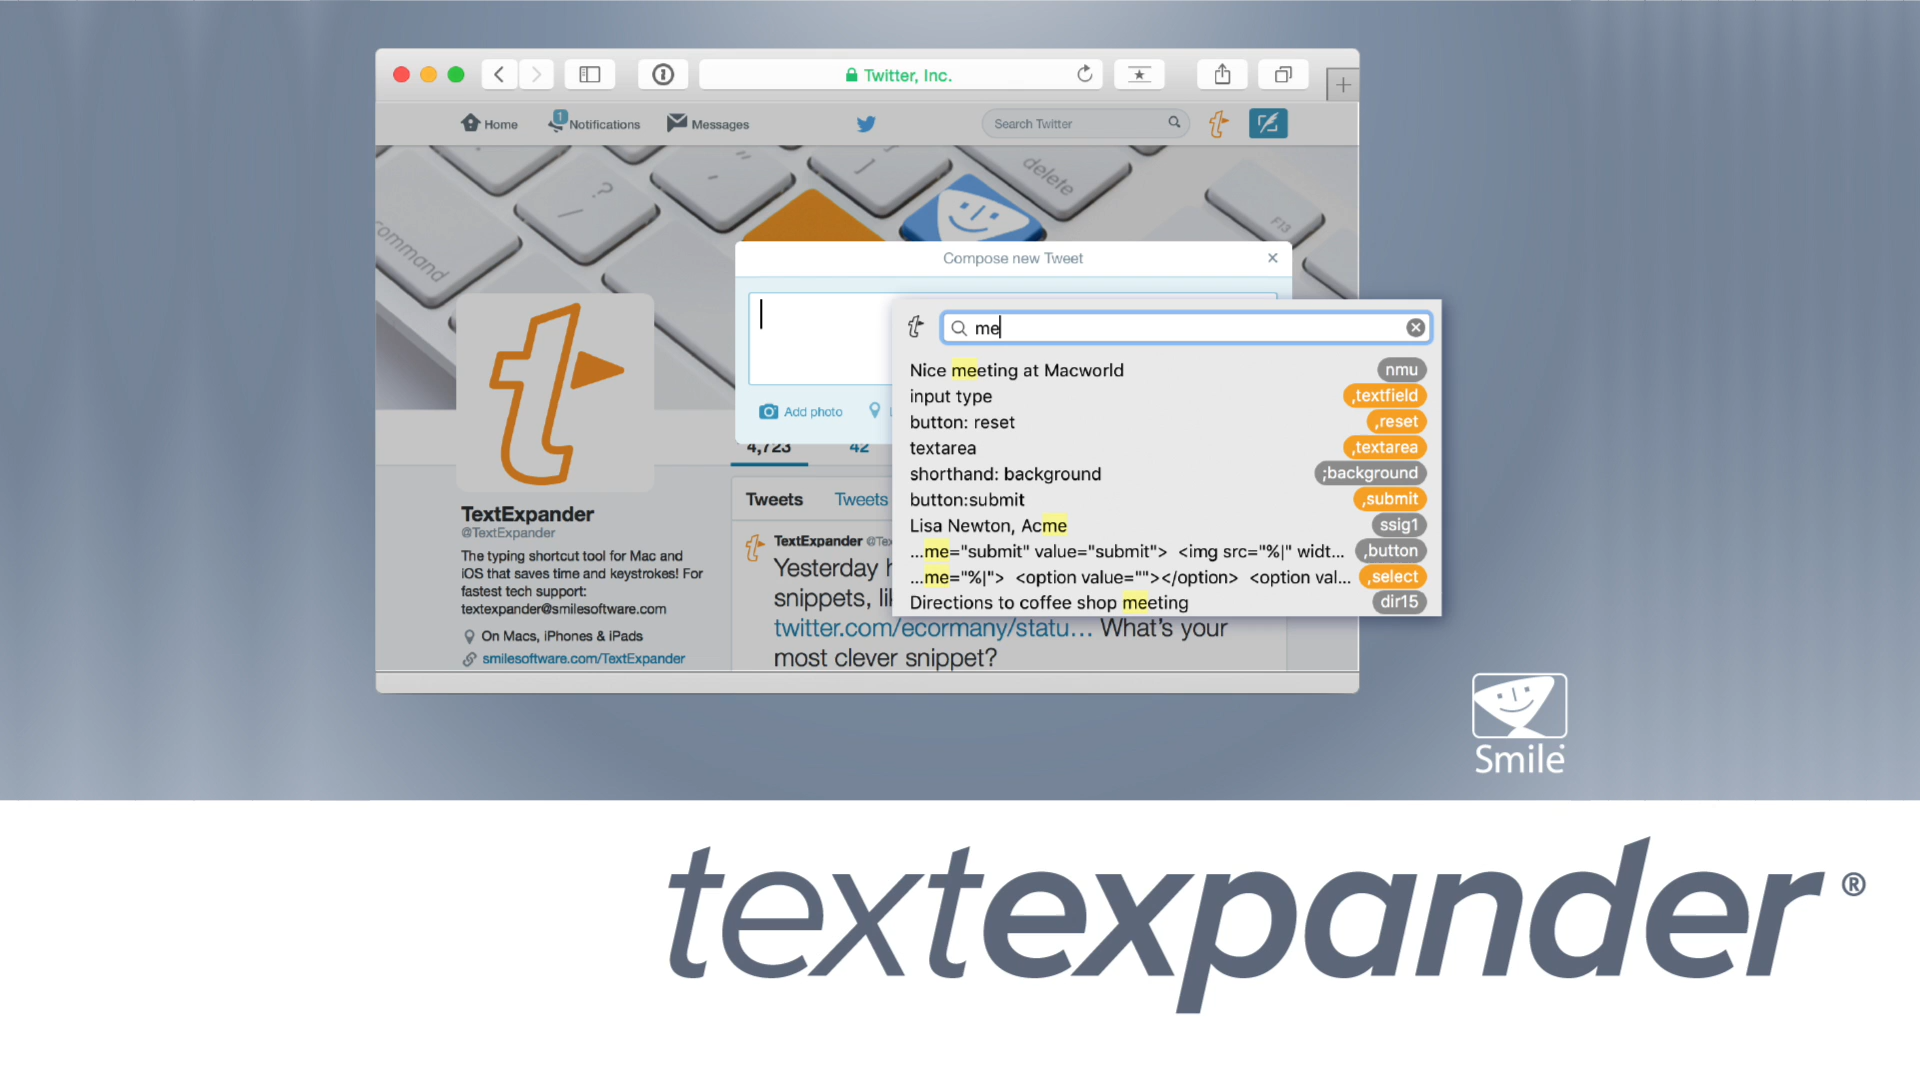 Twitter, Inc.
Home
1
Notifications
Messages
Search Twitter
command
?
/
"
'
]
delete
F13
Compose new Tweet
Add photo
me
Nice meeting at Macworld nmu
input type ,textfield
button: reset ,reset
textarea ,textarea
shorthand: background ;background
button:submit ,submit
Lisa Newton, Acme ssig1
...me="submit" value="submit"> <img src="%|" widt... ,button
...me="%|"> <option value=""></option> <option val... ,select
Directions to coffee shop meeting dir15
4,723 42
TextExpander
@TextExpander
The typing shortcut tool for Mac and
iOS that saves time and keystrokes! For
fastest tech support:
textexpander@smilesoftware.com
On Macs, iPhones & iPads
smilesoftware.com/TextExpander
Tweets Tweets
TextExpander
Yesterday
snippets,
twitter.com/ecormany/statu... What's your
most clever snippet?
Smile
textexpander®